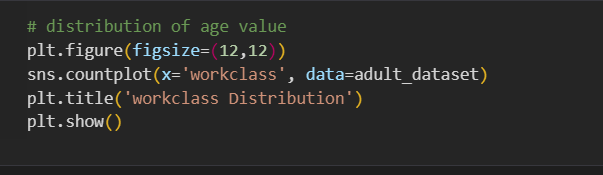 # distribution of age value
plt.figure(figsize=(12,12))
sns.countplot(x='workclass', data=adult_dataset)
plt.title('workclass Distribution')
plt.show()